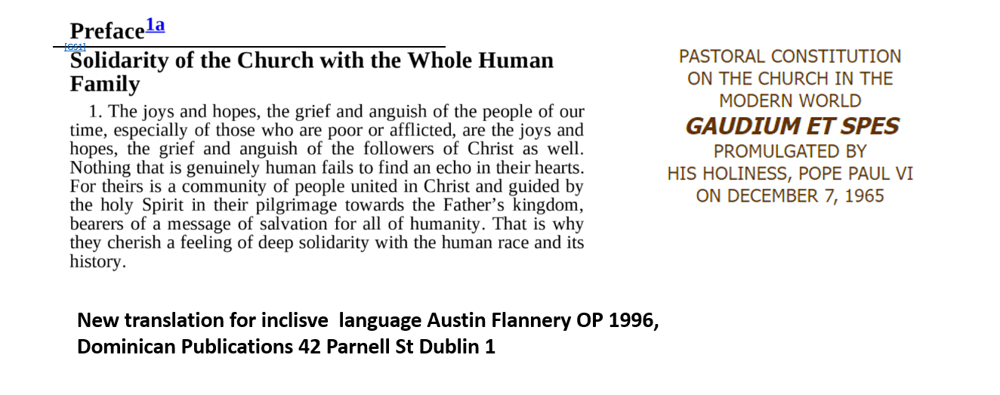 Preface1a
[GS1]
Solidarity of the Church with the Whole Human
Family
1. The joys and hopes, the grief and anguish of the people of our
time, especially of those who are poor or afflicted, are the joys and
hopes, the grief and anguish of the followers of Christ as well.
Nothing that is genuinely human fails to find an echo in their hearts.
For theirs is a community of people united in Christ and guided by
the holy Spirit in their pilgrimage towards the Father’s kingdom,
bearers of a message of salvation for all of humanity. That is why
they cherish a feeling of deep solidarity with the human race and its
history.
PASTORAL CONSTITUTION
ON THE CHURCH IN THE
MODERN WORLD
GAUDIUM ET SPES
PROMULGATED BY
HIS HOLINESS, POPE PAUL VI
ON DECEMBER 7, 1965
New translation for inclisve language Austin Flannery OP 1996,
Dominican Publications 42 Parnell St Dublin 1